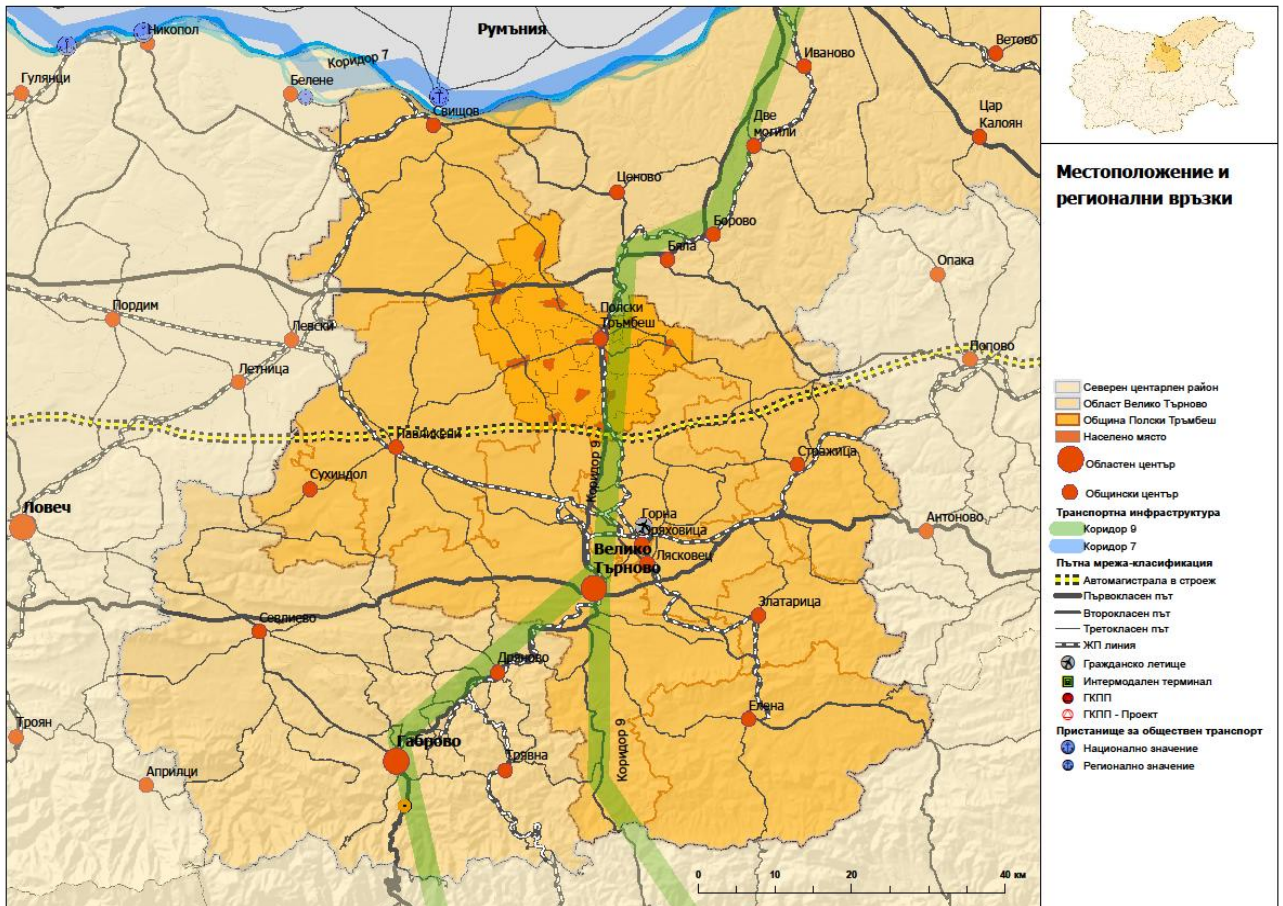 Румъния
Никопол
Коридор 7
Гулянци
Белене
Свищов
Иваново
Ветово
Две
могили
Цар
Калоян
Ценово
Борово
Бяла
Опака
Пордим
Левски
Полски
Тръмбеш
Летница
Попово
Павликени
Коридор 9
Стражица
Сухиндол
Ловеч
Горна
Оряховица
Антоново
Велико
Търново
Лясковец
Златарица
Севлиево
Дряново
Елена
Троян
Габрово
Трявна
Коридор 9
Априлци
0 10 20 40 км
Местоположение и
регионални връзки
Северен централен район
Област Велико Търново
Община Полски Тръмбеш
Населено място
Областен център
Общински център
Транспортна инфраструктура
Коридор 9
Коридор 7
Пътна мрежа-класификация
Автомагистрала в строеж
Първокласен път
Второкласен път
Третокласен път
ЖП линия
Гражданско летище
Интермодален терминал
ГКПП
ГКПП - Проект
Пристанище за обществен транспорт
Национално значение
Регионално значение